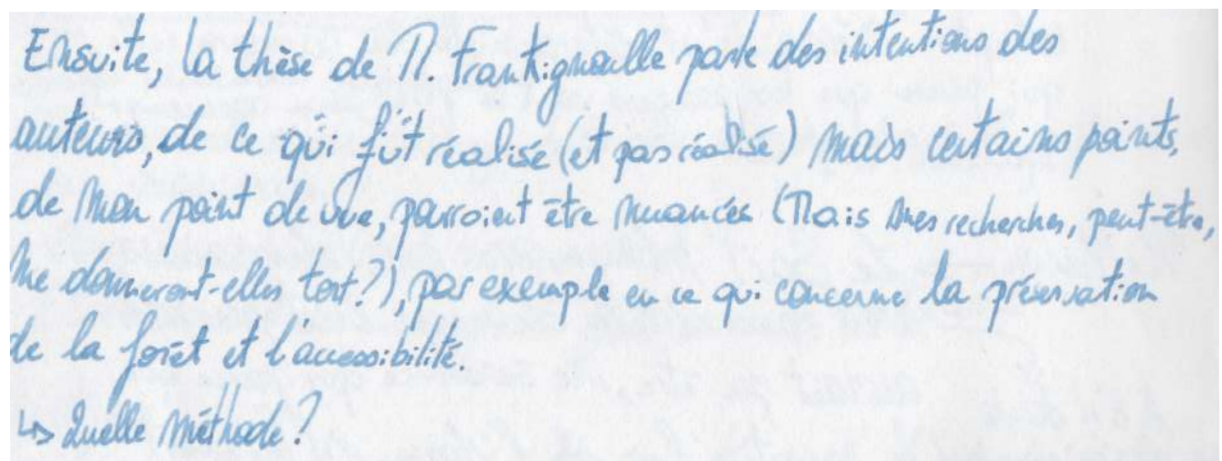 Ensuite, la thèse de M. Frankignoulle parle des intentions des
auteurs, de ce qui fût réalisé (et pas réalisé) mais certains points,
de mon point de vue, pourroient être nuancés (Mais mes recherches, peut-être,
me donneront-elles tort?), par exemple en ce qui concerne la préservation
de la forêt et l'accessibilité.
↳ Quelle méthode?